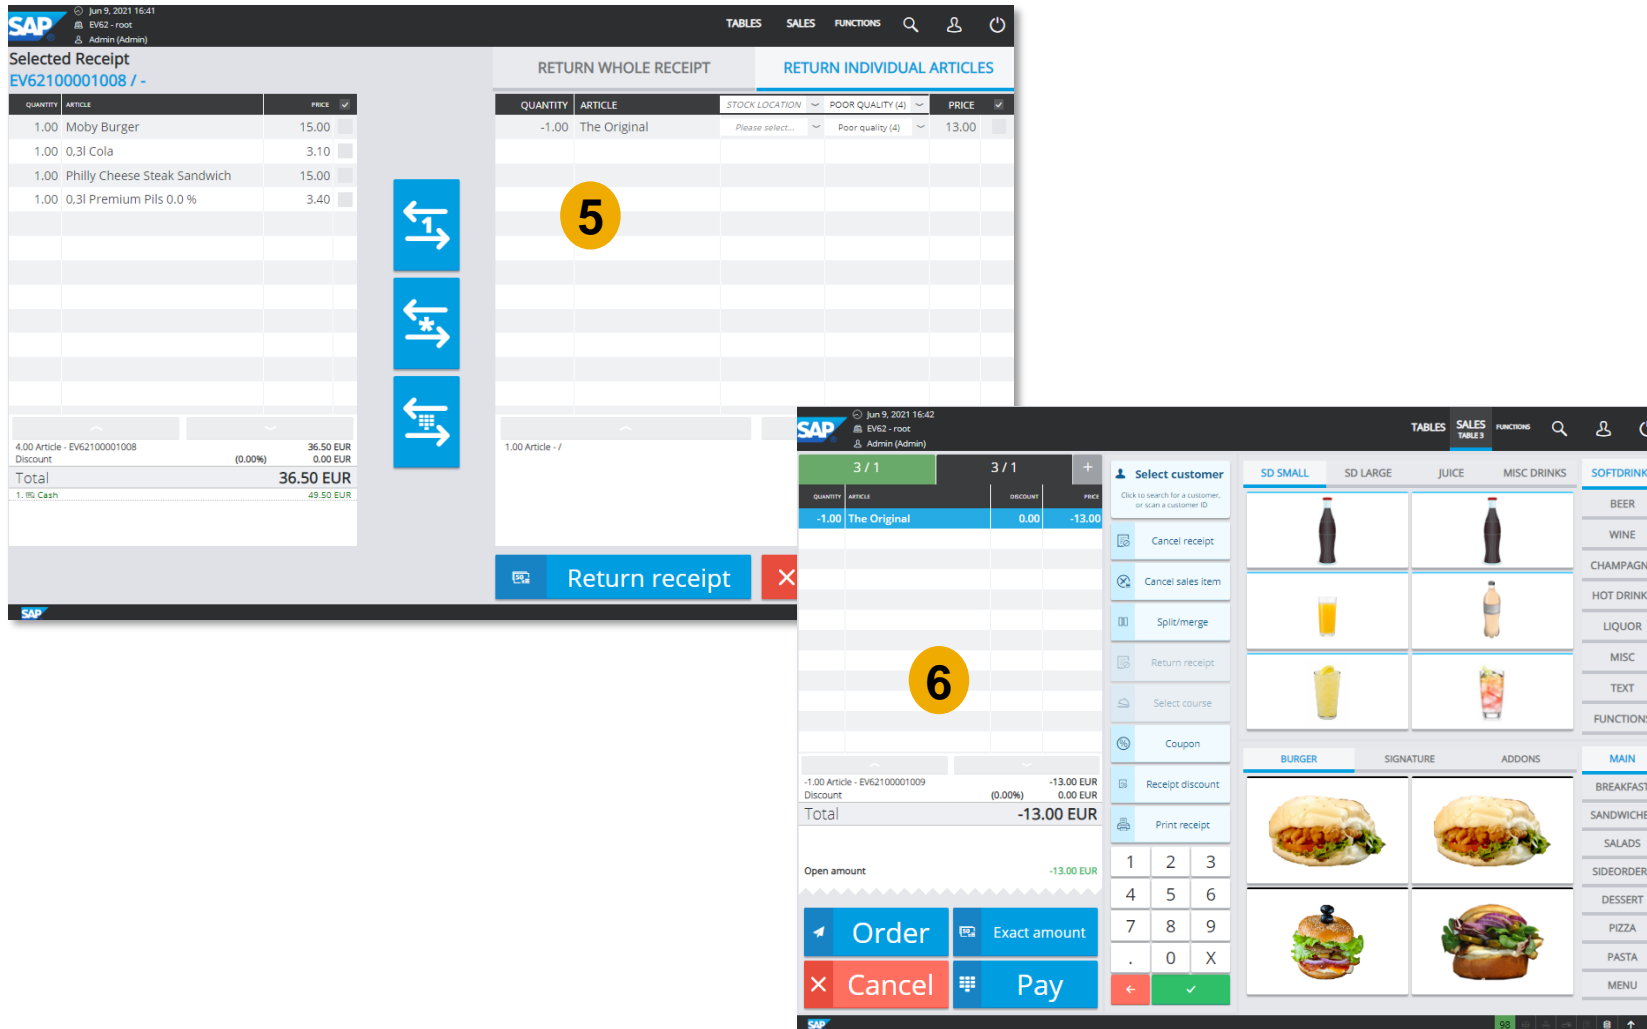 SAP
Jun 9, 2021 16:41
EV62 - root
Admin (Admin)
TABLES SALES FUNCTIONS
Selected Receipt
EV62100001008 / -
QUANTITY ARTICLE PRICE
1.00 Moby Burger 15.00
1.00 0,3l Cola 3.10
1.00 Philly Cheese Steak Sandwich 15.00
1.00 0,3l Premium Pils 0.0 % 3.40
4.00 Article - EV62100001008 36.50 EUR
Discount (0.00%) 0.00 EUR
Total 36.50 EUR
1. Cash 49.50 EUR
1
*
RETURN WHOLE RECEIPT RETURN INDIVIDUAL ARTICLES
QUANTITY ARTICLE STOCK LOCATION POOR QUALITY (4) PRICE
-1.00 The Original Please select... Poor quality (4) 13.00
5
1.00 Article - /
Return receipt
SAP
SAP
Jun 9, 2021 16:42
EV62 - root
Admin (Admin)
TABLES SALES FUNCTIONS
TABLE 3
3 / 1 3 / 1 +
QUANTITY ARTICLE DISCOUNT PRICE
-1.00 The Original 0.00 -13.00
6
-1.00 Article - EV62100001009 -13.00 EUR
Discount (0.00%) 0.00 EUR
Total -13.00 EUR
Open amount -13.00 EUR
Order Exact amount
Cancel Pay
Select customer
Click to search for a customer,
or scan a customer ID
Cancel receipt
Cancel sales item
Split/merge
Return receipt
Select course
Coupon
Receipt discount
Print receipt
1 2 3
4 5 6
7 8 9
. 0 X
SD SMALL SD LARGE JUICE MISC DRINKS
SOFTDRINK
BEER
WINE
CHAMPAGN
HOT DRINK
LIQUOR
MISC
TEXT
FUNCTIONS
BURGER SIGNATURE ADDONS
MAIN
BREAKFAST
SANDWICHE
SALADS
SIDEORDER
DESSERT
PIZZA
PASTA
MENU
SAP
98